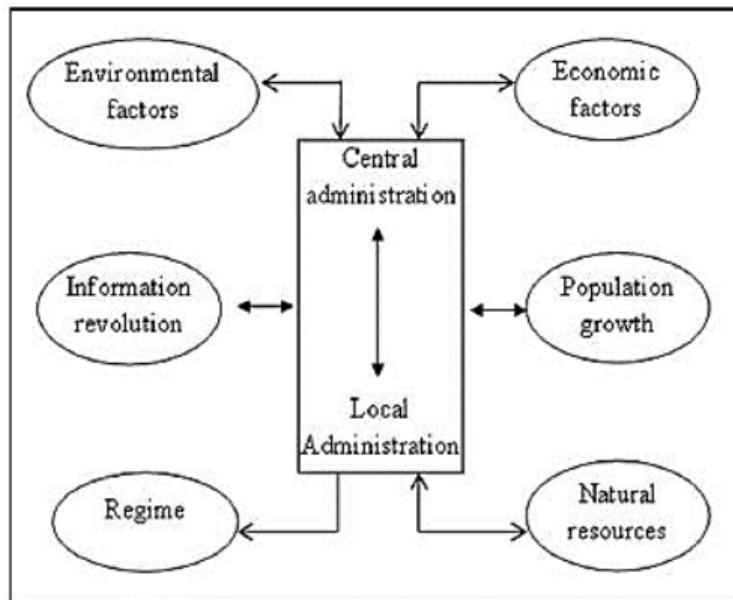 Environmental
factors
Economic
factors
Central
administration
Information
revolution
Population
growth
Local
Administration
Regime
Natural
resources